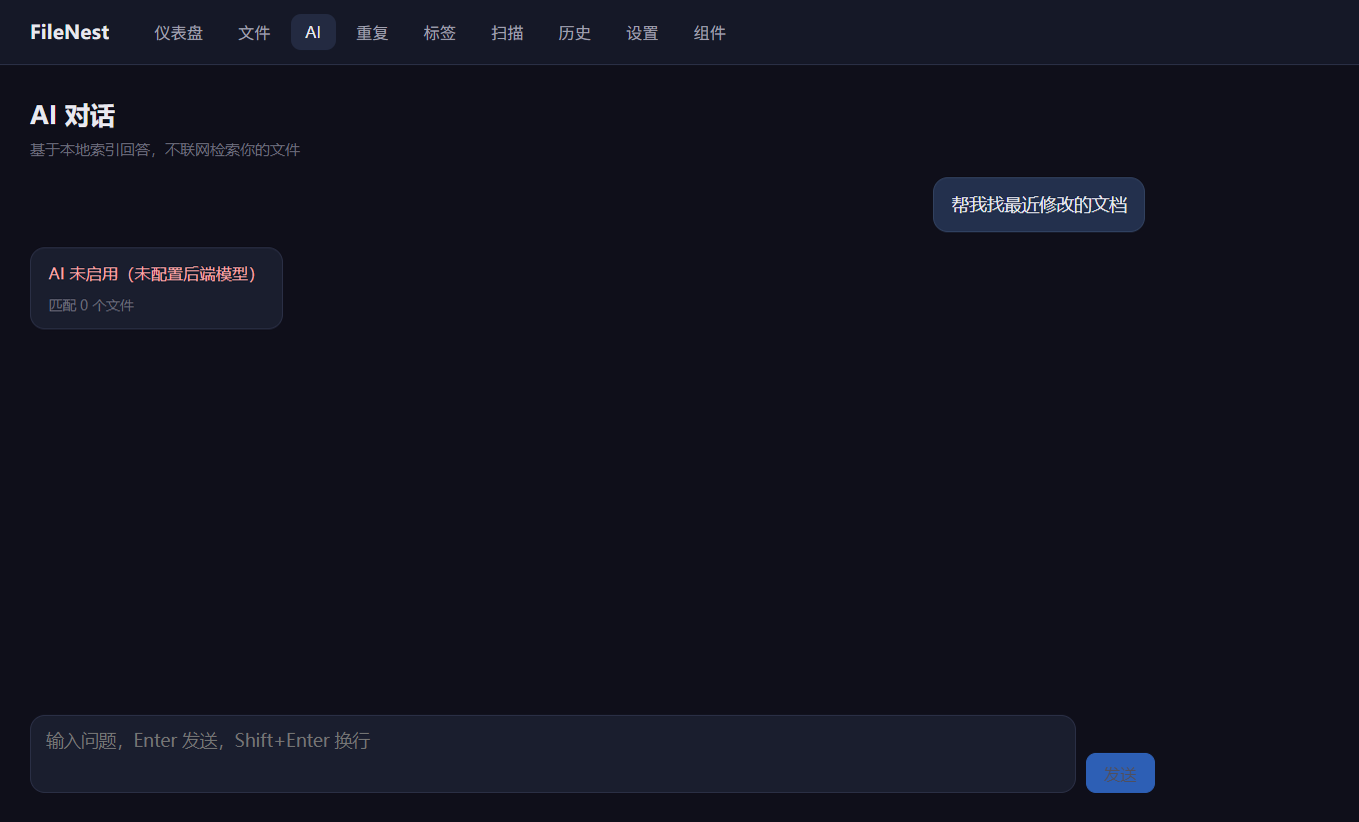 FileNest 仪表盘 文件 AI 重复 标签 扫描 历史 设置 组件
AI 对话
基于本地索引回答，不联网检索你的文件
帮我找最近修改的文档
AI 未启用（未配置后端模型）
匹配 0 个文件
输入问题，Enter 发送，Shift+Enter 换行
发送